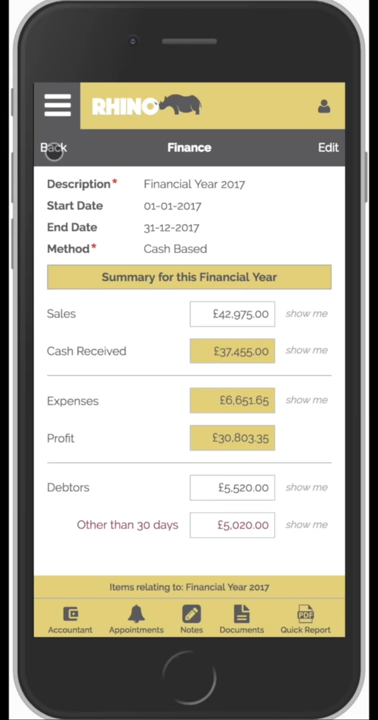 RHINO
Back Finance Edit
Description* Financial Year 2017
Start Date 01-01-2017
End Date 31-12-2017
Method* Cash Based
Summary for this Financial Year
Sales £42,975.00 show me
Cash Received £37,455.00 show me
Expenses £6,651.65 show me
Profit £30,803.35
Debtors £5,520.00 show me
Other than 30 days £5,020.00 show me
Items relating to: Financial Year 2017
Accountant Appointments Notes Documents PDF Quick Report